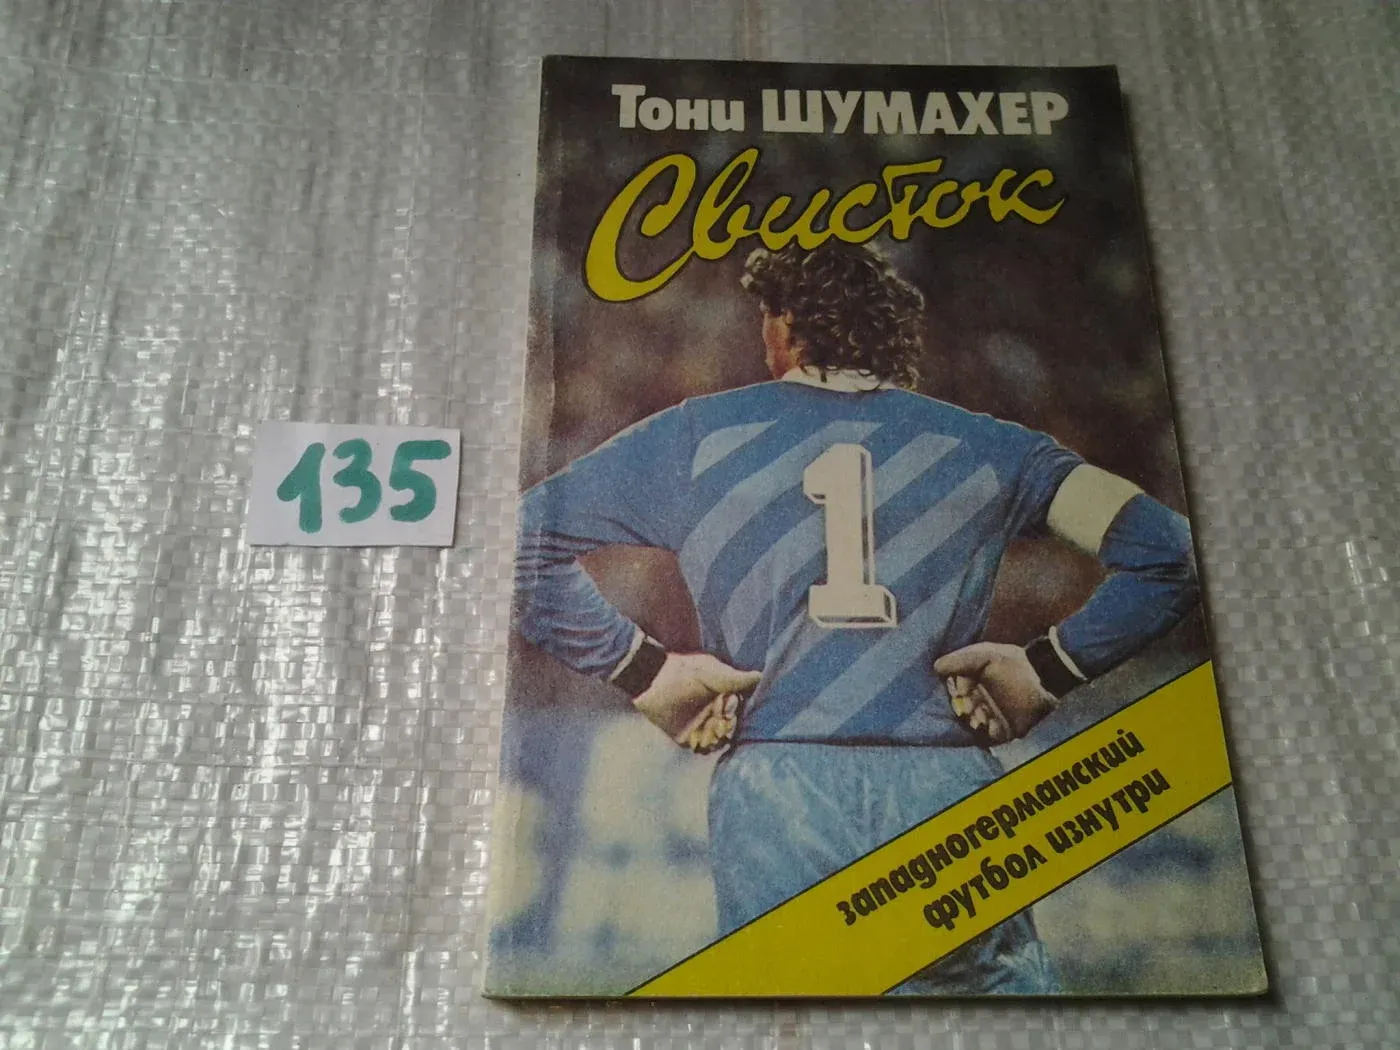 Тони ШУМАХЕР
Свисток
135
1
западногерманский
футбол изнутри